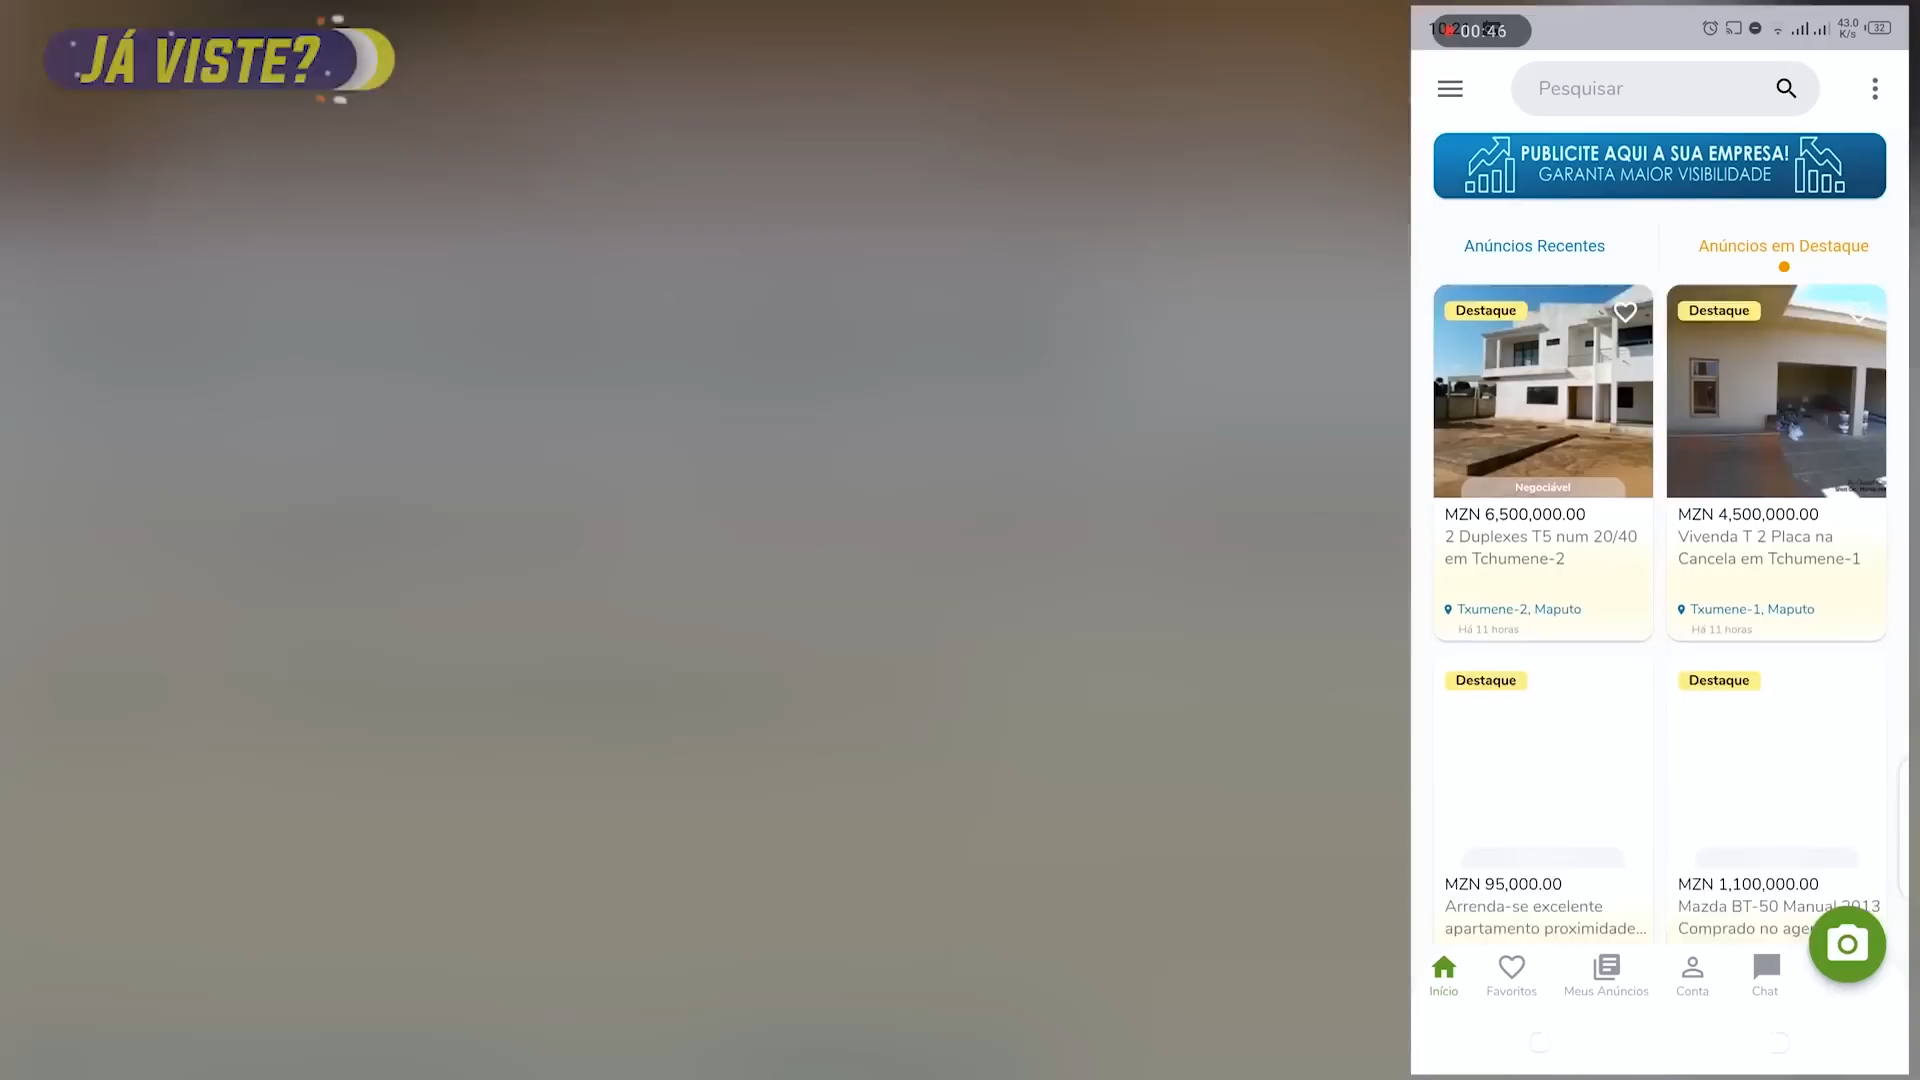 JÁ VISTE?
00:46
43.0
K/s
32
Pesquisar
PUBLICITE AQUI A SUA EMPRESA!
GARANTA MAIOR VISIBILIDADE
Anúncios Recentes
Anúncios em Destaque
Destaque
Negociável
MZN 6,500,000.00
2 Duplexes T5 num 20/40
em Tchumene-2
Txumene-2, Maputo
Há 11 horas
Destaque
MZN 4,500,000.00
Vivenda T 2 Placa na
Cancela em Tchumene-1
Txumene-1, Maputo
Há 11 horas
Destaque
MZN 95,000.00
Arrenda-se excelente
apartamento proximidade...
Destaque
MZN 1,100,000.00
Mazda BT-50 Manual 2013
Comprado no
Início
Favoritos
Meus Anúncios
Conta
Chat